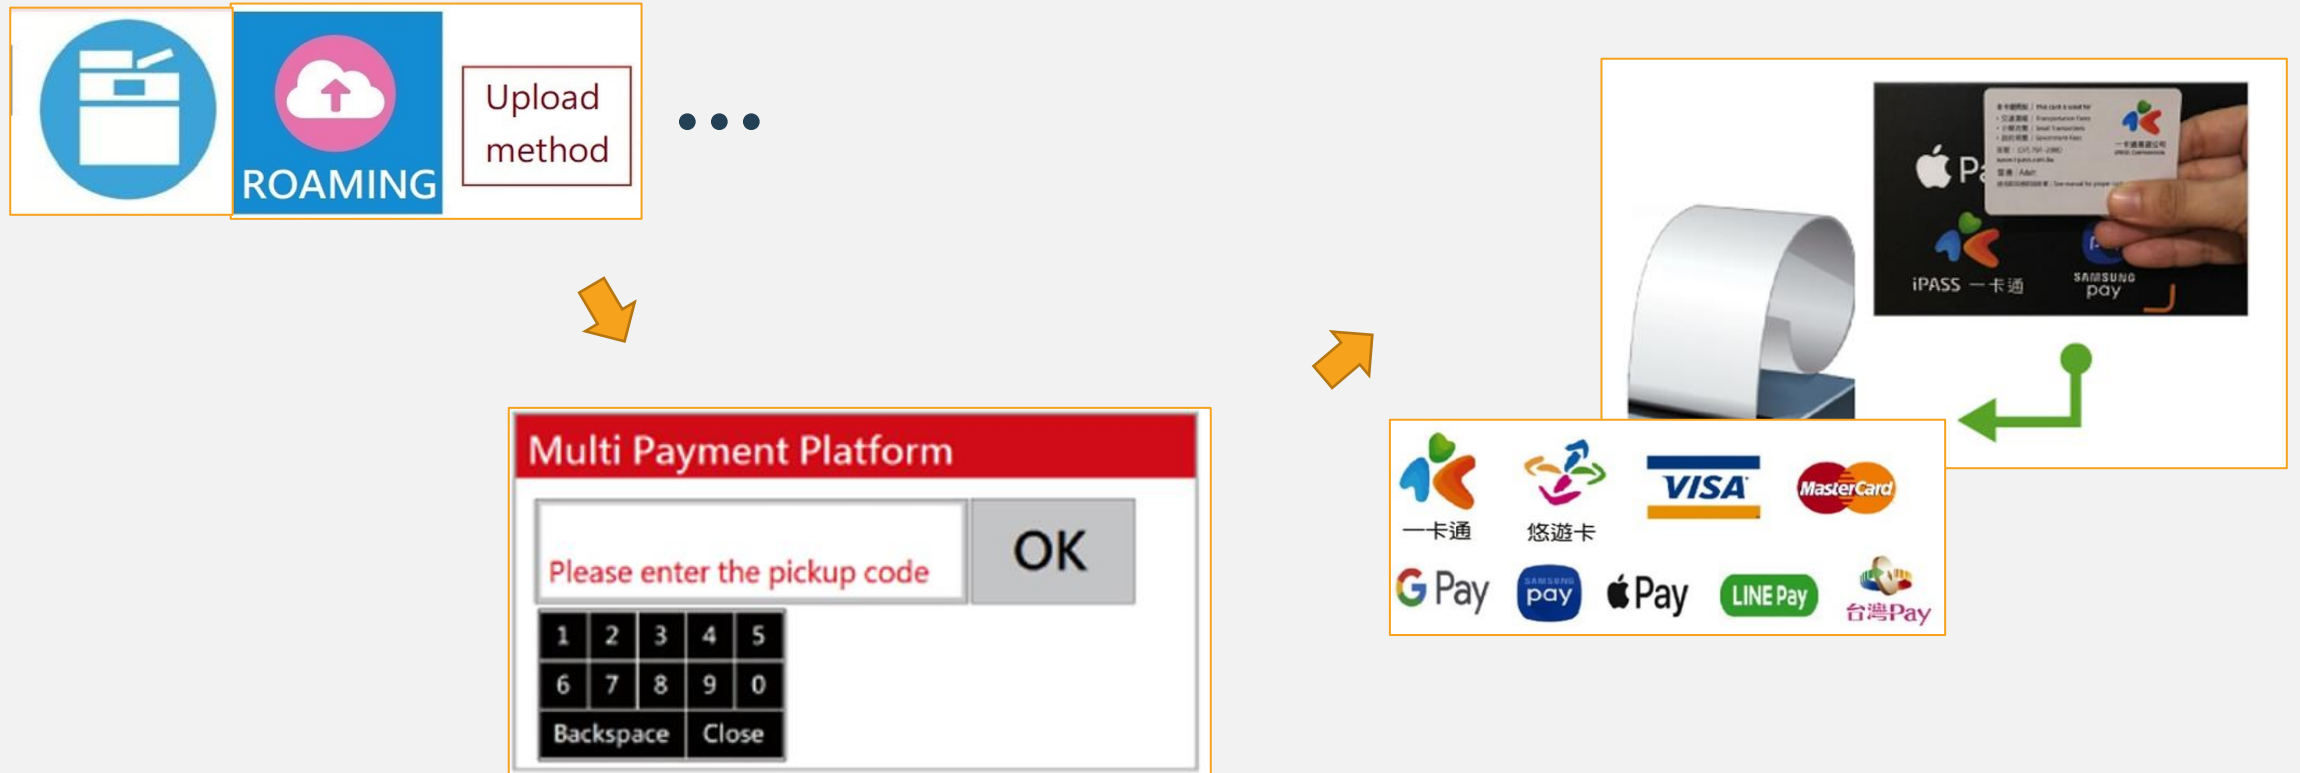 ROAMING
Upload
method
Multi Payment Platform
Please enter the pickup code
OK
1 2 3 4 5
6 7 8 9 0
Backspace Close
Pay
iPASS 一卡通
SAMSUNG
pay
一卡通
悠遊卡
VISA
MasterCard
G Pay
SAMSUNG
pay
Pay
LINE Pay
台灣Pay